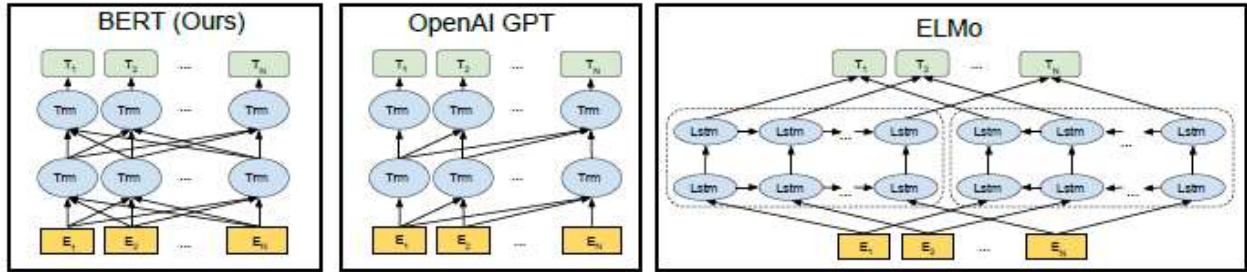 BERT (Ours)
T1 T2 ... TN
Trm Trm ... Trm
...
Trm Trm ... Trm
...
E1 E2 ... EN
OpenAI GPT
T1 T2 ... TN
Trm Trm ... Trm
...
Trm Trm ... Trm
E1 E2 ... EN
ELMo
T1 T2 ... TN
Lstm Lstm ... Lstm Lstm Lstm ... Lstm
Lstm Lstm ... Lstm Lstm Lstm ... Lstm
E1 E2 ... EN